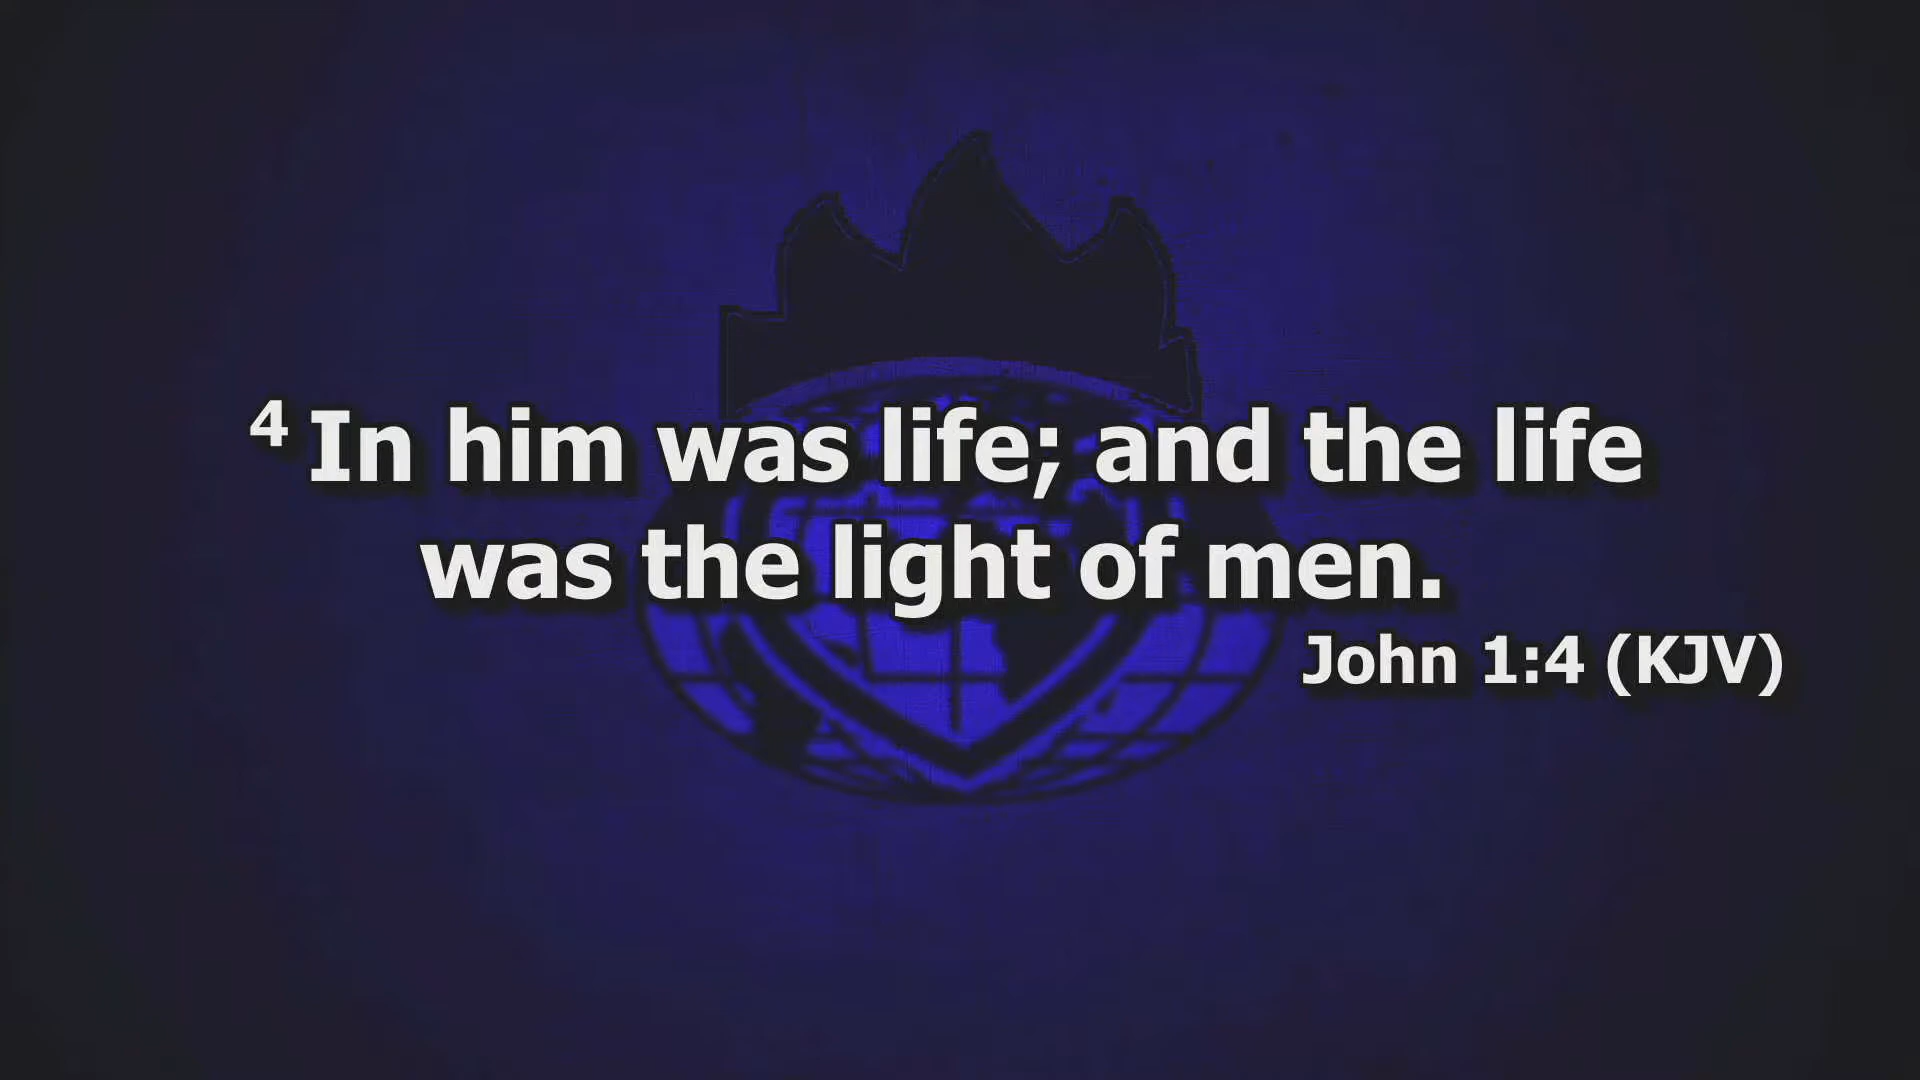 4 In him was life; and the life
was the light of men.
John 1:4 (KJV)